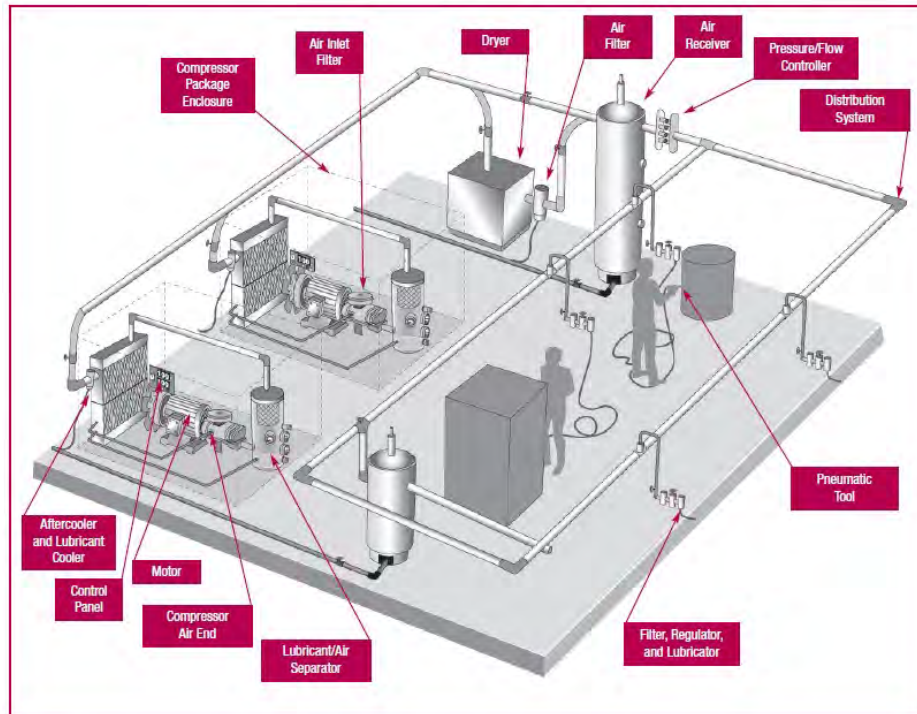 Air Inlet
Filter
Dryer
Air
Filter
Air
Receiver
Pressure/Flow
Controller
Compressor
Package
Enclosure
Distribution
System
Aftercooler
and Lubricant
Cooler
Control
Panel
Motor
Compressor
Air End
Lubricant/Air
Separator
Filter, Regulator,
and Lubricator
Pneumatic
Tool